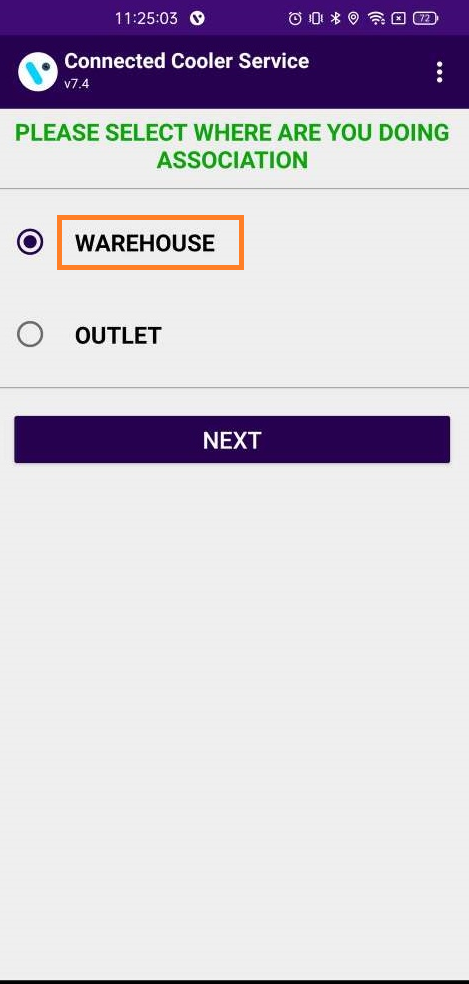 11:25:03
72
Connected Cooler Service
v7.4
PLEASE SELECT WHERE ARE YOU DOING
ASSOCIATION
WAREHOUSE
OUTLET
NEXT